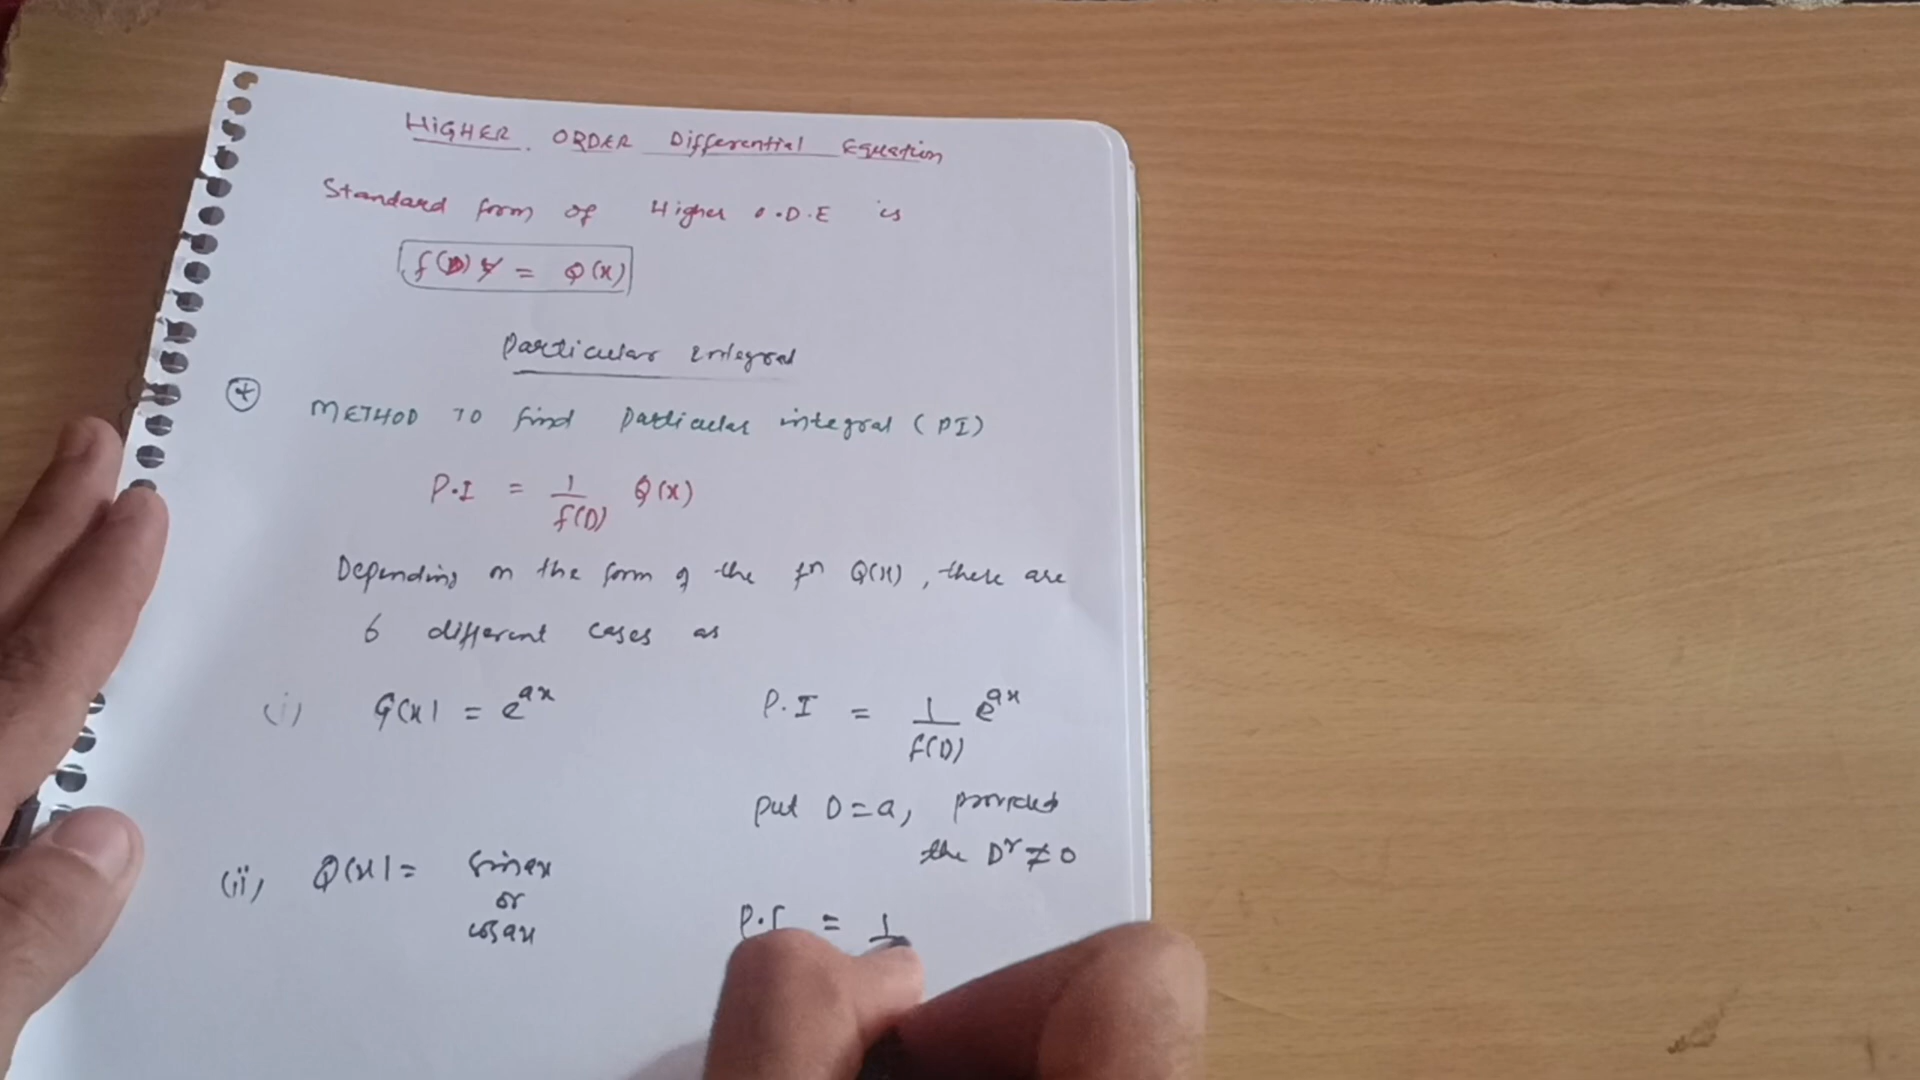 HIGHER ORDER Differential Equation
Standard form of Higher O.D.E is
f(D) y = Q(x)
Particular Integral
* METHOD TO find Particular integral (PI)
P.I = 1/f(D) Q(x)
Depending on the form of the fn Q(x), there are
6 different cases as
(i) Q(x) = e^ax P.I = 1/f(D) e^ax
put D=a, provided
the Dr ≠ 0
(ii) Q(x) = sinax
or
cosax
P.I = 1